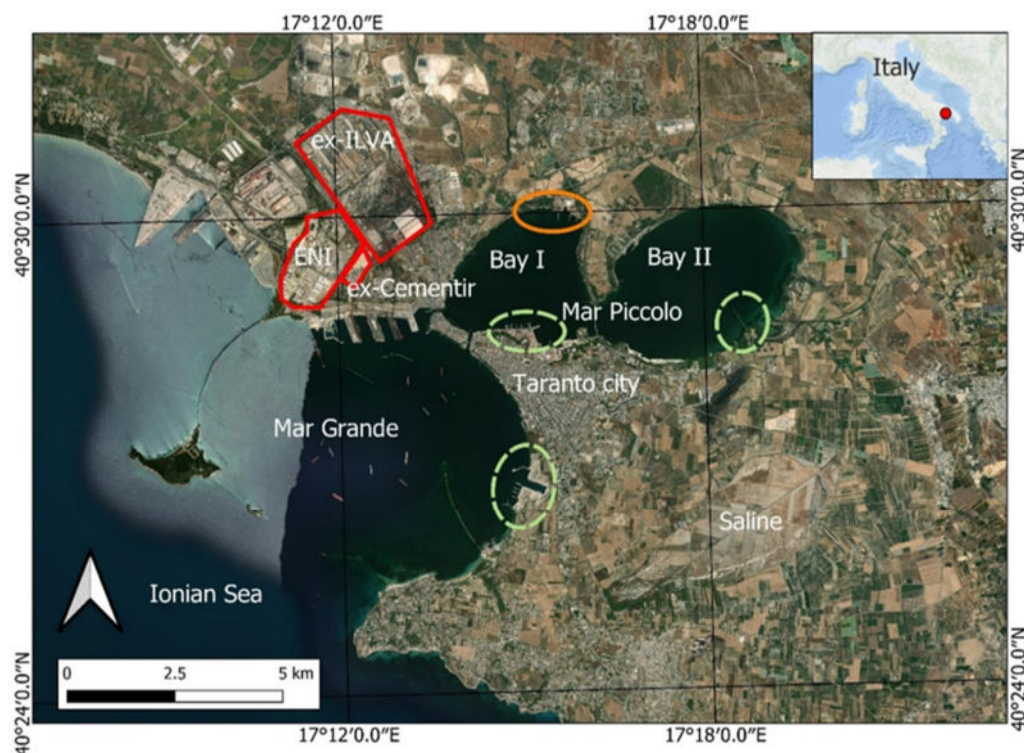 17°12′0.0″E
17°18′0.0″E
Italy
ex-ILVA
40°30′0.0″N
40°30′0.0″N
ENI
Bay I
Bay II
ex-Cementir
Mar Piccolo
Taranto city
Mar Grande
Saline
Ionian Sea
0
2.5
5 km
40°24′0.0″N
40°24′0.0″N
17°12′0.0″E
17°18′0.0″E